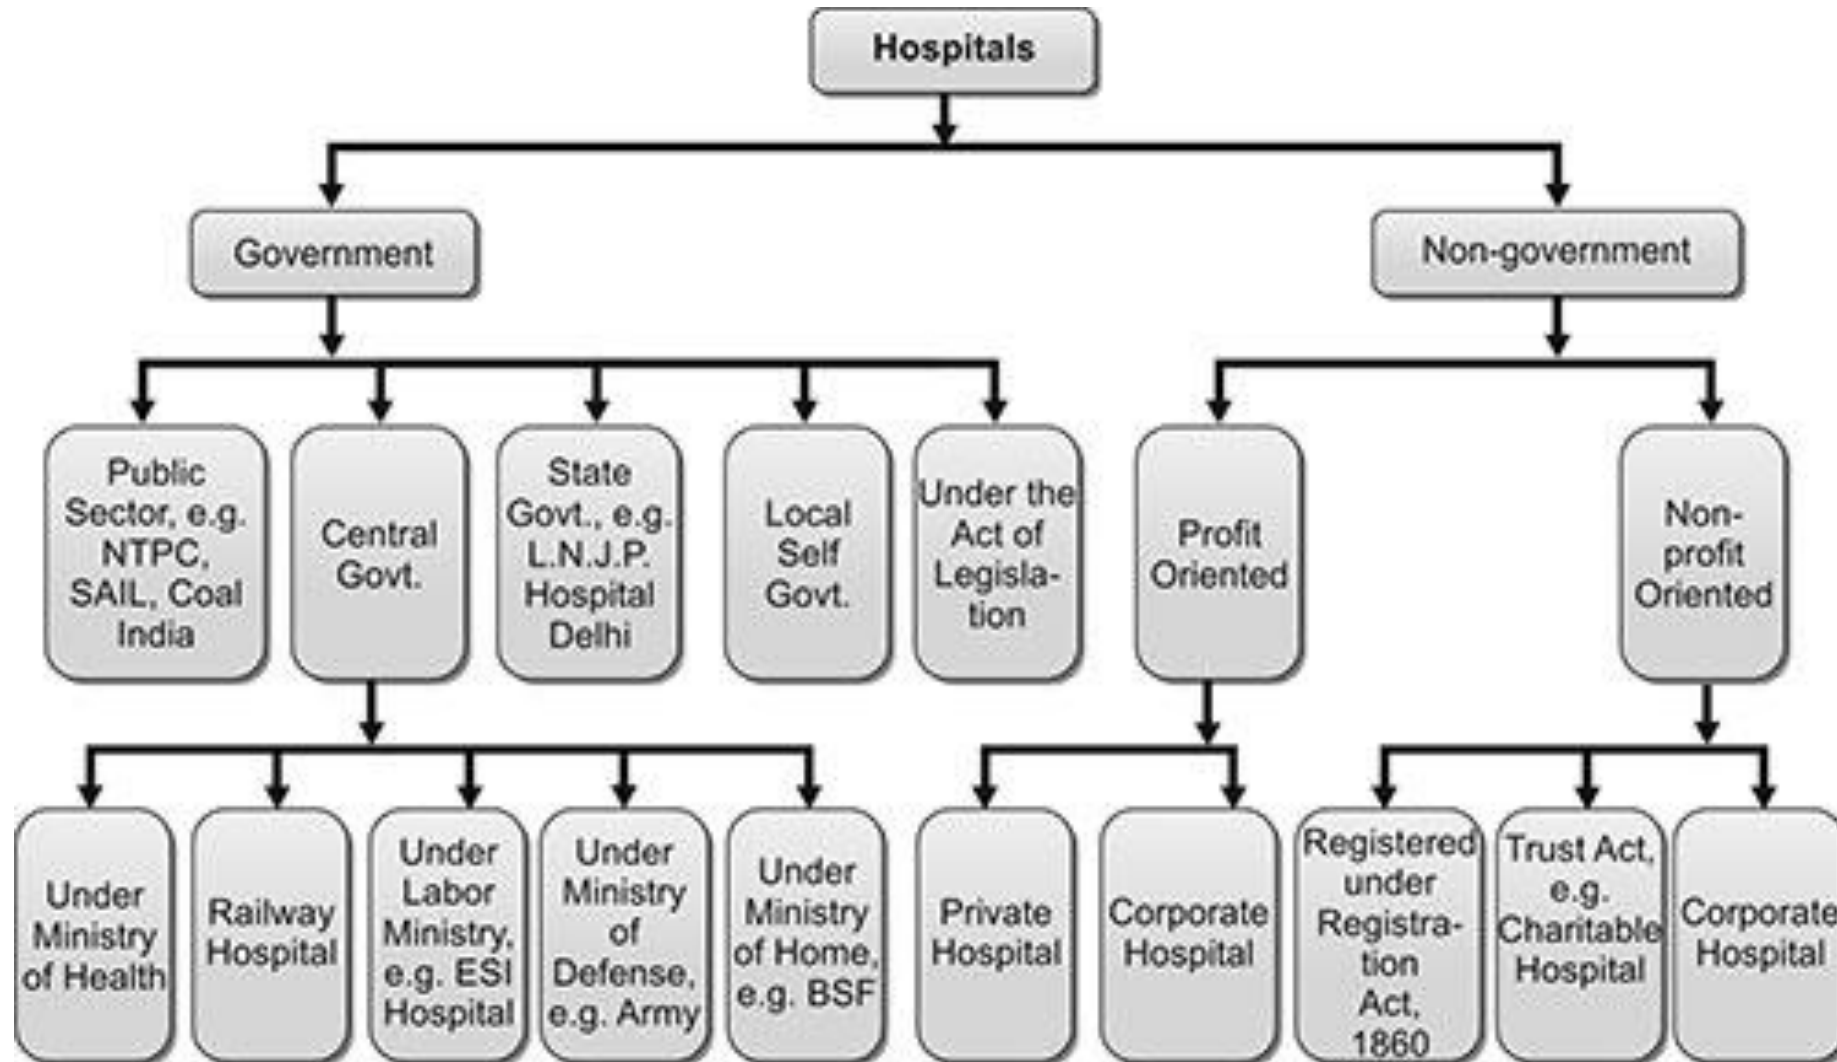 Hospitals
Government
Non-government
Public
Sector, e.g.
NTPC,
SAIL, Coal
India
Central
Govt.
State
Govt., e.g.
L.N.J.P.
Hospital
Delhi
Local
Self
Govt.
Under the
Act of
Legisla-
tion
Profit
Oriented
Non-
profit
Oriented
Under
Ministry
of Health
Railway
Hospital
Under
Labor
Ministry,
e.g. ESI
Hospital
Under
Ministry
of
Defense,
e.g. Army
Under
Ministry
of Home,
e.g. BSF
Private
Hospital
Corporate
Hospital
Registered
under
Registra-
tion
Act,
1860
Trust Act,
e.g.
Charitable
Hospital
Corporate
Hospital